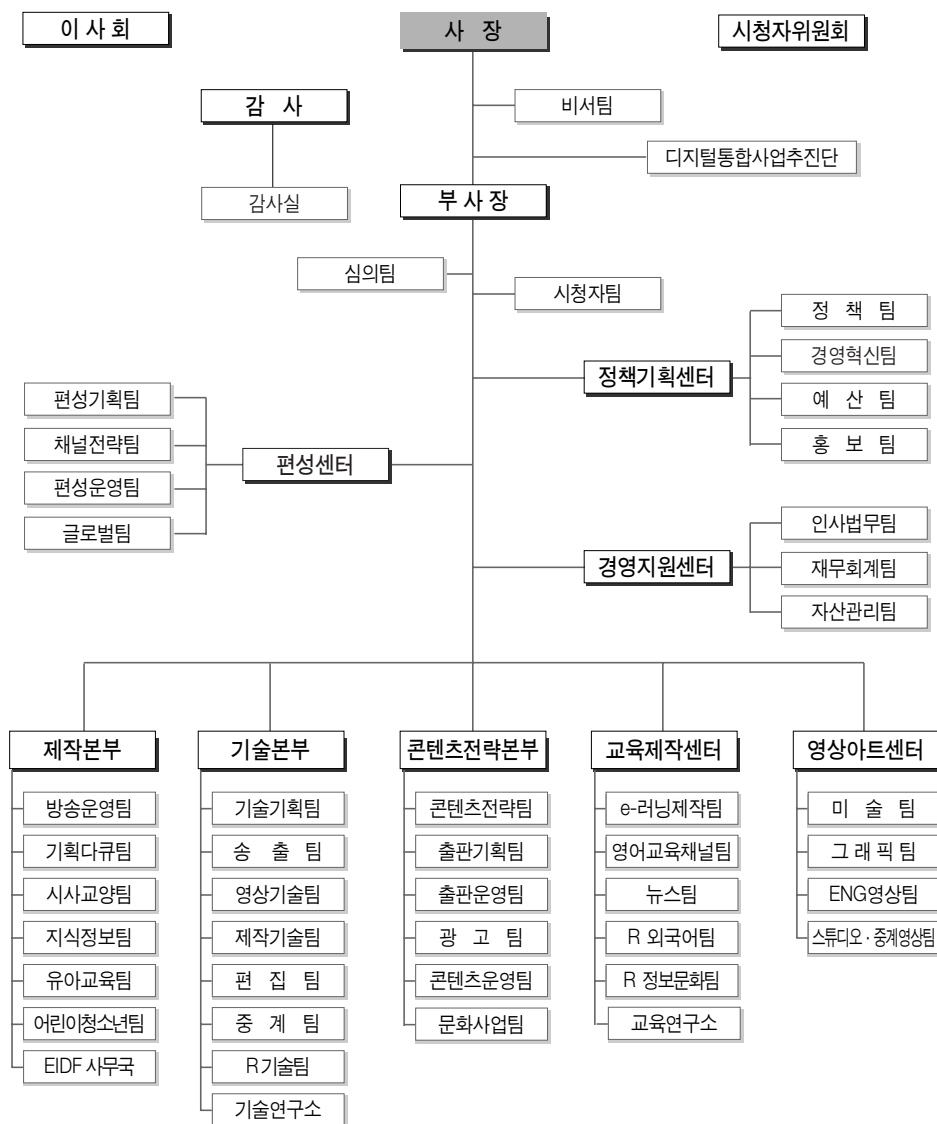 이 사 회
사 장
시청자위원회
감 사
비서팀
디지털통합사업추진단
감사실
부 사 장
심의팀
시청자팀
정책기획센터
정 책 팀
경영혁신팀
예 산 팀
홍 보 팀
편성기획팀
채널전략팀
편성운영팀
글로벌팀
편성센터
경영지원센터
인사법무팀
재무회계팀
자산관리팀
제작본부
방송운영팀
기획다큐팀
시사교양팀
지식정보팀
유아교육팀
어린이청소년팀
EIDF 사무국
기술본부
기술기획팀
송 출 팀
영상기술팀
제작기술팀
편 집 팀
중 계 팀
R기술팀
기술연구소
콘텐츠전략본부
콘텐츠전략팀
출판기획팀
출판운영팀
광 고 팀
콘텐츠운영팀
문화사업팀
교육제작센터
e-러닝제작팀
영어교육채널팀
뉴스팀
R 외국어팀
R 정보문화팀
교육연구소
영상아트센터
미 술 팀
그 래 픽 팀
ENG영상팀
스튜디오·중계영상팀